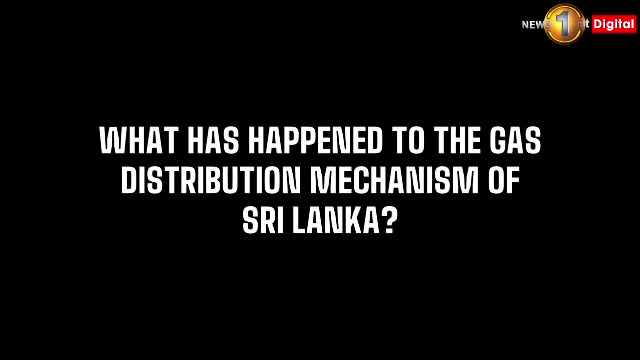 NEWS 1st Digital
WHAT HAS HAPPENED TO THE GAS
DISTRIBUTION MECHANISM OF
SRI LANKA?